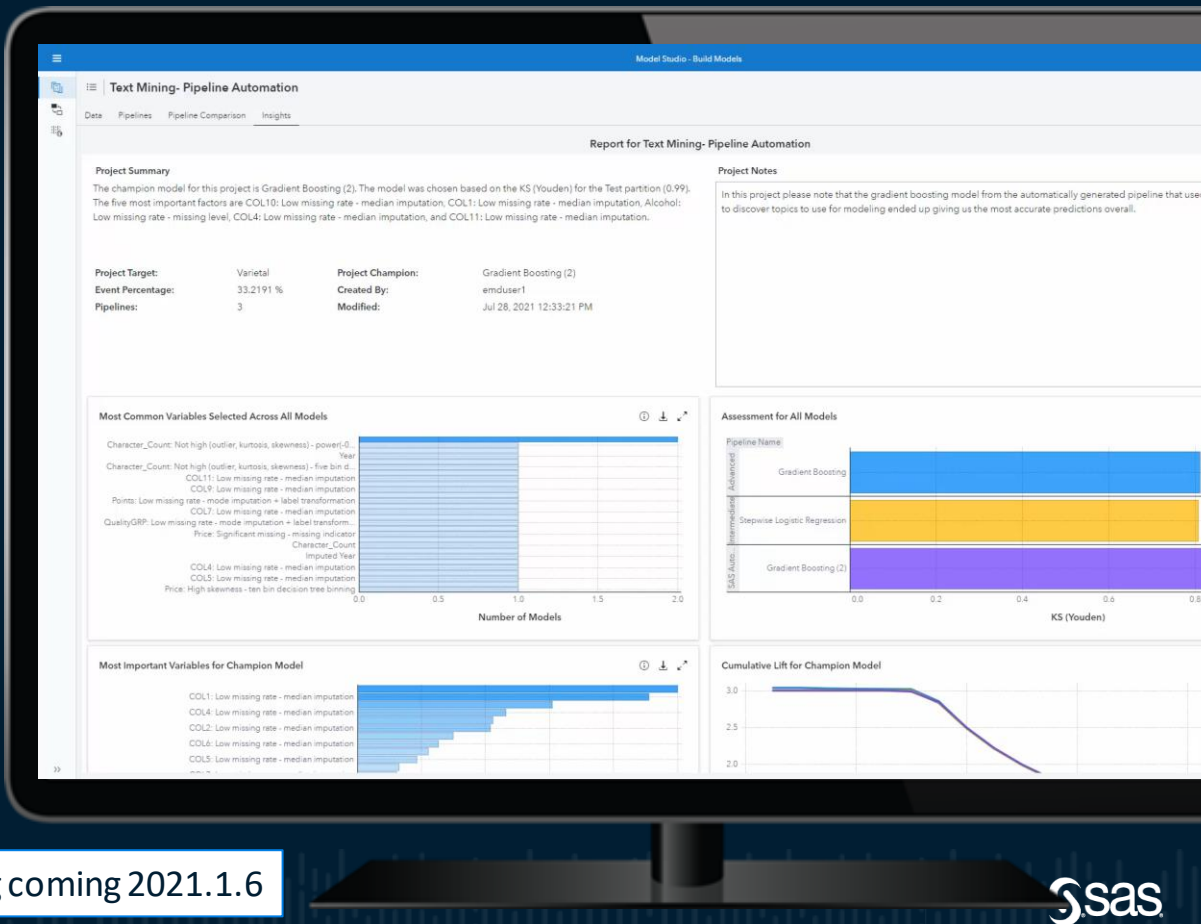 Model Studio - Build Models
Text Mining- Pipeline Automation
Data Pipelines Pipeline Comparison Insights
Report for Text Mining- Pipeline Automation
Project Summary
The champion model for this project is Gradient Boosting (2). The model was chosen based on the KS (Youden) for the Test partition (0.99).
The five most important factors are COL10: Low missing rate - median imputation, COL1: Low missing rate - median imputation, Alcohol:
Low missing rate - missing level, COL4: Low missing rate - median imputation, and COL11: Low missing rate - median imputation.
Project Notes
In this project please note that the gradient boosting model from the automatically generated pipeline that used
to discover topics to use for modeling ended up giving us the most accurate predictions overall.
Project Target: Varietal Project Champion: Gradient Boosting (2)
Event Percentage: 33.2191 % Created By: emduser1
Pipelines: 3 Modified: Jul 28, 2021 12:33:21 PM
Most Common Variables Selected Across All Models
Character_Count: Not high (outlier, kurtosis, skewness) - power(-0...
Year
Character_Count: Not high (outlier, kurtosis, skewness) - five bin d...
COL11: Low missing rate - median imputation
COL9: Low missing rate - median imputation
Points: Low missing rate - mode imputation + label transformation
COL7: Low missing rate - median imputation
QualityGRP: Low missing rate - mode imputation + label transform...
Price: Significant missing - missing indicator
Character_Count
Imputed Year
COL4: Low missing rate - median imputation
COL5: Low missing rate - median imputation
Price: High skewness - ten bin decision tree binning
0.0 0.5 1.0 1.5 2.0
Number of Models
Assessment for All Models
Pipeline Name
Advanced
Gradient Boosting
Intermediate
Stepwise Logistic Regression
SAS Auto...
Gradient Boosting (2)
0.0 0.2 0.4 0.6 0.8
KS (Youden)
Most Important Variables for Champion Model
COL1: Low missing rate - median imputation
COL4: Low missing rate - median imputation
COL2: Low missing rate - median imputation
COL6: Low missing rate - median imputation
COL5: Low missing rate - median imputation
Cumulative Lift for Champion Model
3.0
2.5
2.0
coming 2021.1.6
sas